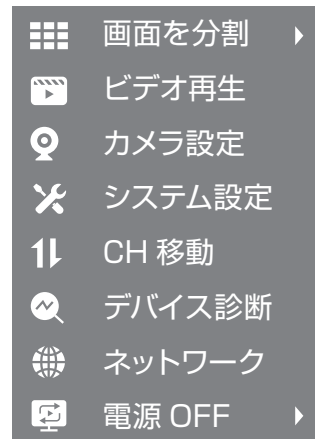 画面を分割
ビデオ再生
カメラ設定
システム設定
CH 移動
デバイス診断
ネットワーク
電源 OFF